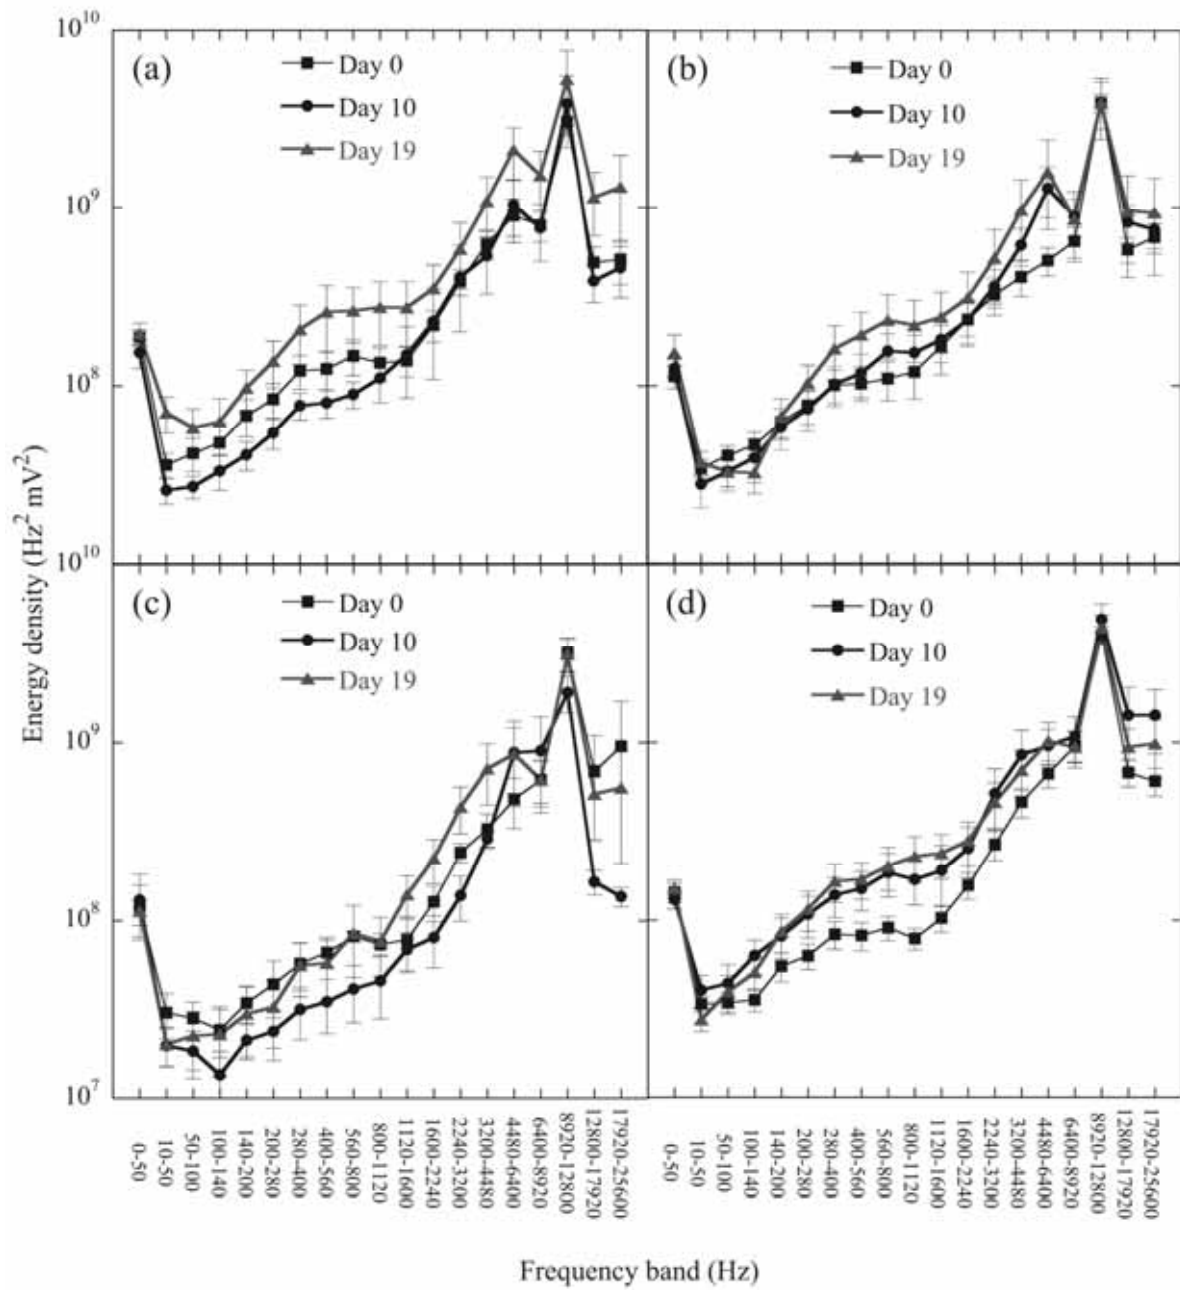 10^10
(a)
Day 0
Day 10
Day 19
(b)
Day 0
Day 10
Day 19
10^9
10^8
10^10
(c)
Day 0
Day 10
Day 19
(d)
Day 0
Day 10
Day 19
10^9
10^8
10^7
Energy density (Hz^2 mV^-2)
0-50
10-50
50-100
100-140
140-200
200-280
280-400
400-560
560-800
800-1120
1120-1600
1600-2240
2240-3200
3200-4480
4480-6400
6400-8920
8920-12800
12800-17920
17920-25600
0-50
10-50
50-100
100-140
140-200
200-280
280-400
400-560
560-800
800-1120
1120-1600
1600-2240
2240-3200
3200-4480
4480-6400
6400-8920
8920-12800
12800-17920
17920-25600
Frequency band (Hz)